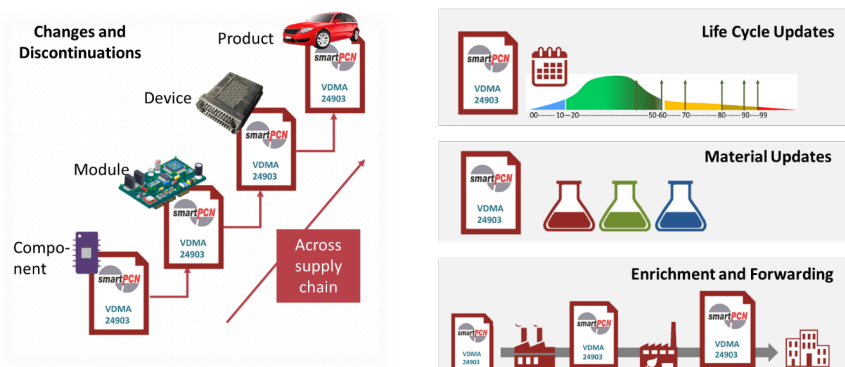 Changes and
Discontinuations
Product
smartPCN
VDMA
24903
Device
smartPCN
VDMA
24903
Module
smartPCN
VDMA
24903
Compo-
nent
smartPCN
VDMA
24903
Across
supply
chain
Life Cycle Updates
smartPCN
VDMA
24903
00-------10---20----------------------------50-60-----70-----------80------90---99
Material Updates
smartPCN
VDMA
24903
Enrichment and Forwarding
smartPCN
VDMA
24903
smartPCN
VDMA
24903
smartPCN
VDMA
24903